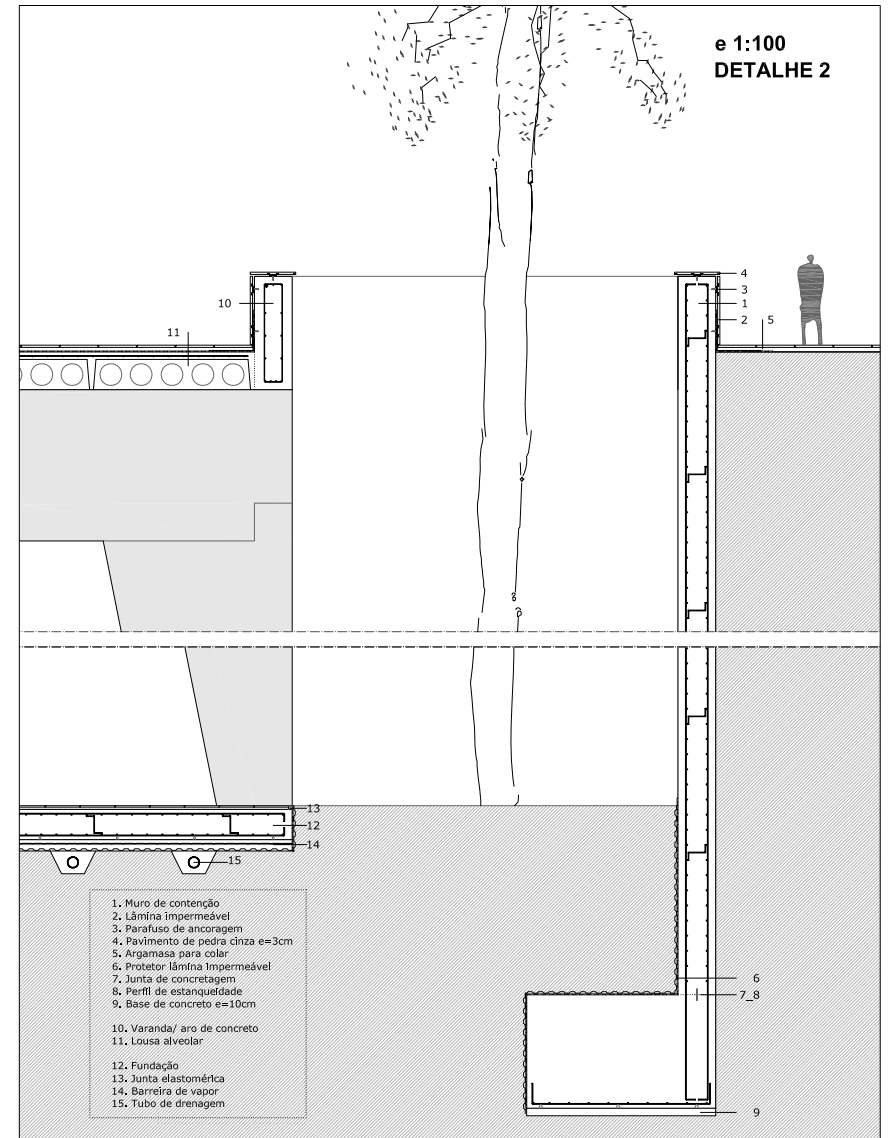 e 1:100
DETALHE 2
4
3
10
1
2
5
11
13
12
14
15
1. Muro de contenção
2. Lâmina impermeável
3. Parafuso de ancoragem
4. Pavimento de pedra cinza e=3cm
5. Argamasa para colar
6. Protetor lâmina impermeável
7. Junta de concretagem
8. Perfil de estanqueidade
9. Base de concreto e=10cm
10. Varanda/ aro de concreto
11. Lousa alveolar
12. Fundação
13. Junta elastomérica
14. Barreira de vapor
15. Tubo de drenagem
6
7_8
9